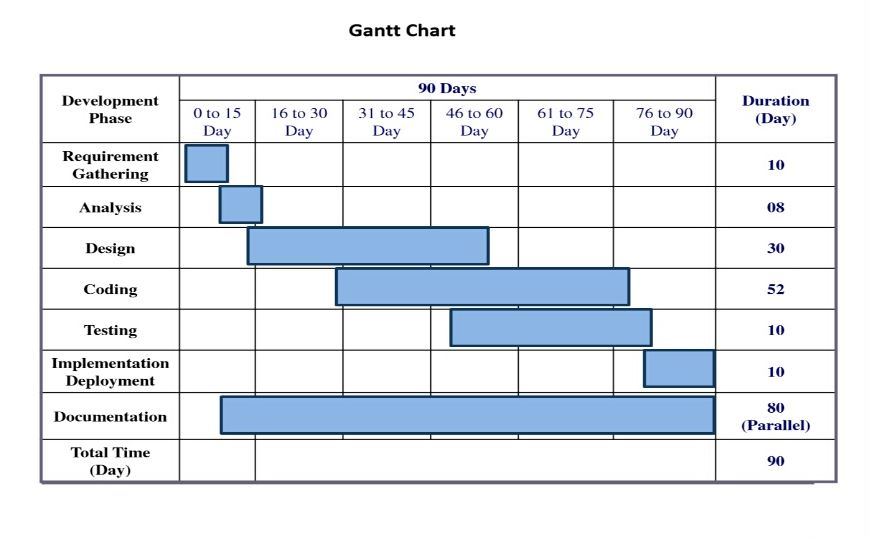 Gantt Chart
Development
Phase
90 Days
Duration
(Day)
0 to 15
Day
16 to 30
Day
31 to 45
Day
46 to 60
Day
61 to 75
Day
76 to 90
Day
Requirement
Gathering
10
Analysis
08
Design
30
Coding
52
Testing
10
Implementation
Deployment
10
Documentation
80
(Parallel)
Total Time
(Day)
90